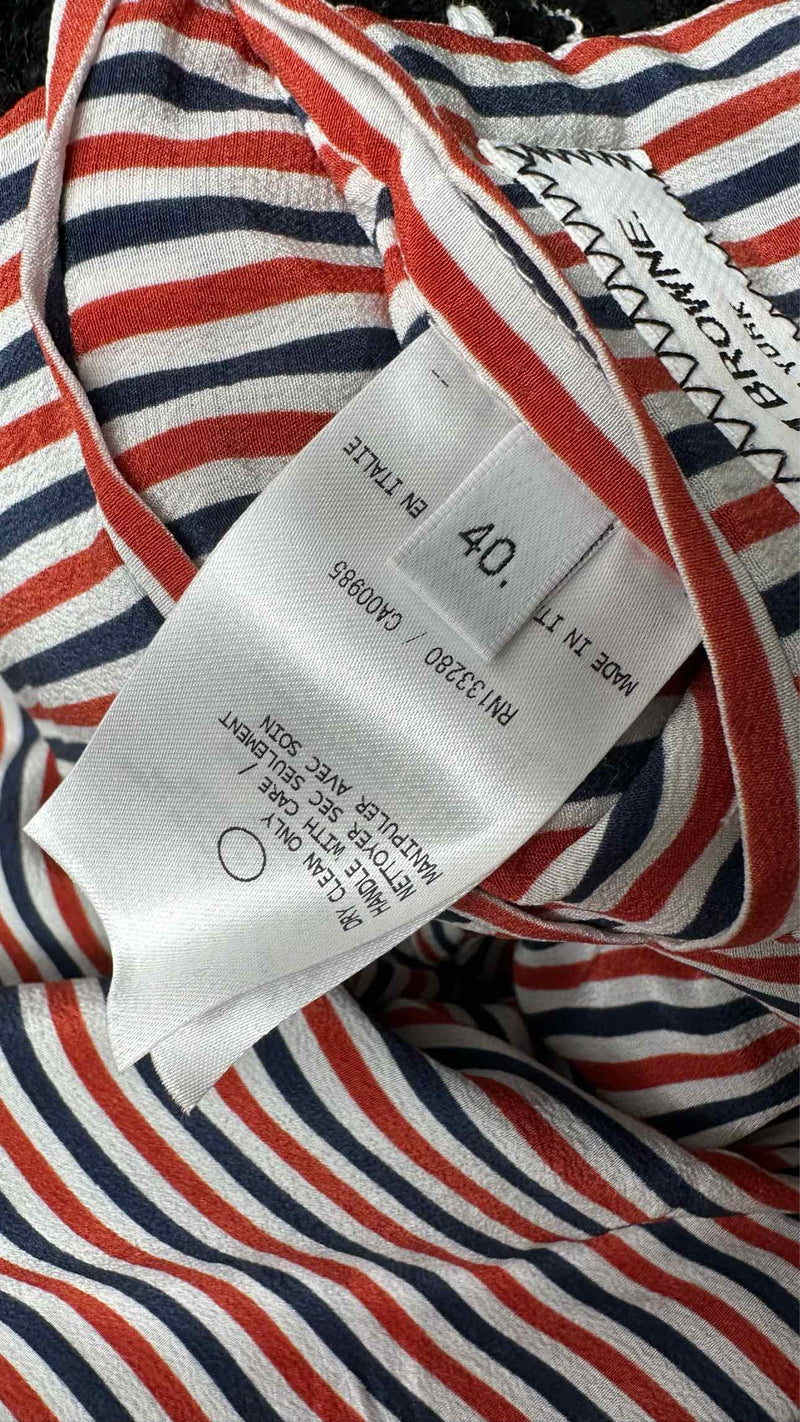 BROWNE.
YORK
40.
MADE IN IT
EN ITALIE
RN133280 / CA00985
DRY CLEAN ONLY
HANDLE WITH CARE /
NETTOYER SEC SEULEMENT
MANIPULER AVEC SOIN